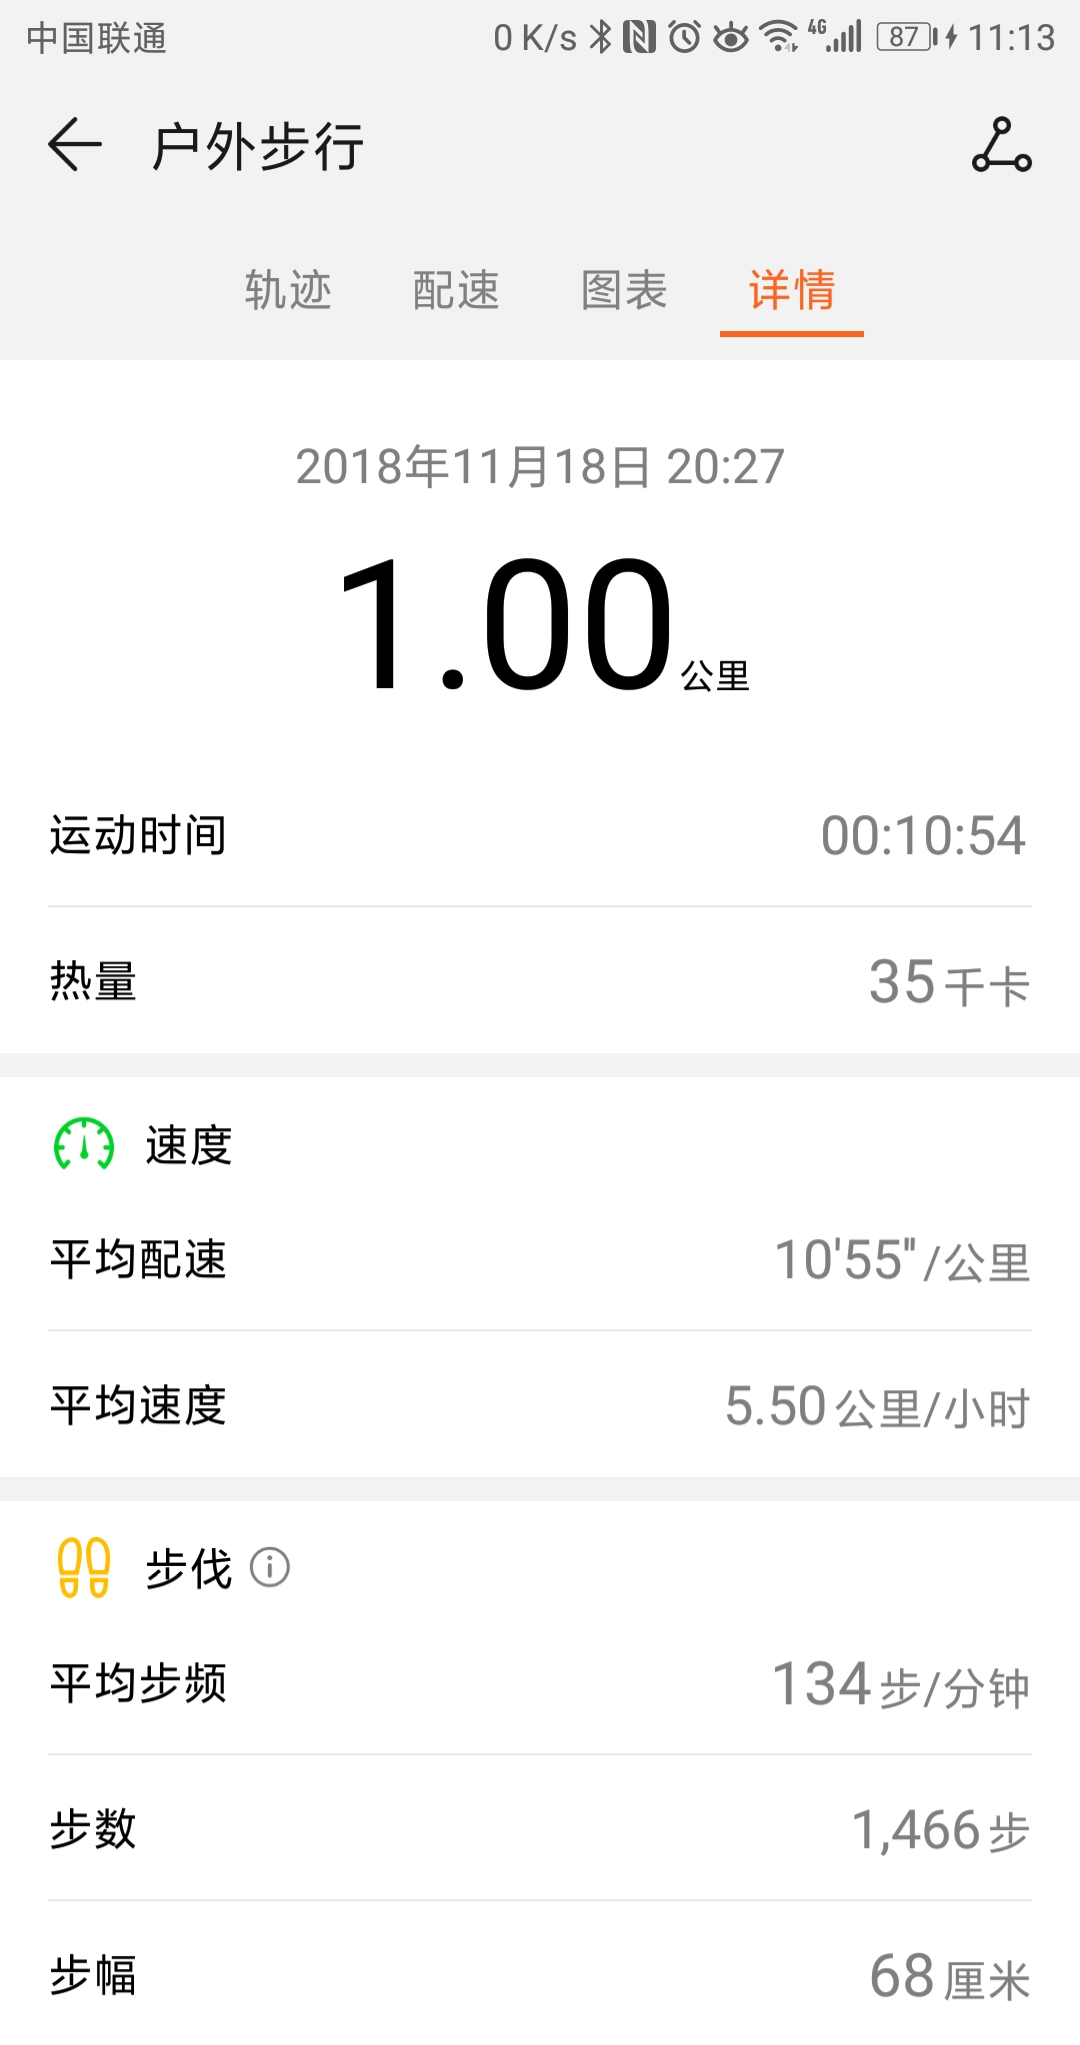 中国联通 0 K/s 4G 87 11:13
户外步行
轨迹 配速 图表 详情
2018年11月18日 20:27
1.00公里
运动时间 00:10:54
热量 35千卡
速度
平均配速 10'55"/公里
平均速度 5.50公里/小时
步伐
平均步频 134步/分钟
步数 1,466步
步幅 68厘米